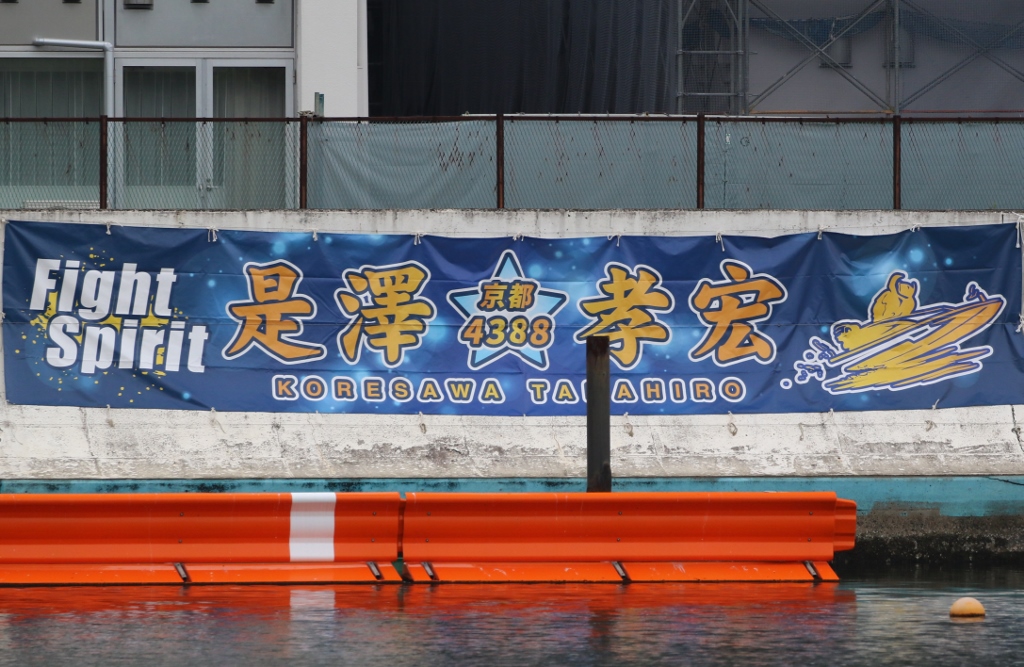 Fight
Spirit
是澤
京都
4388
孝宏
KORESAWA TAKAHIRO